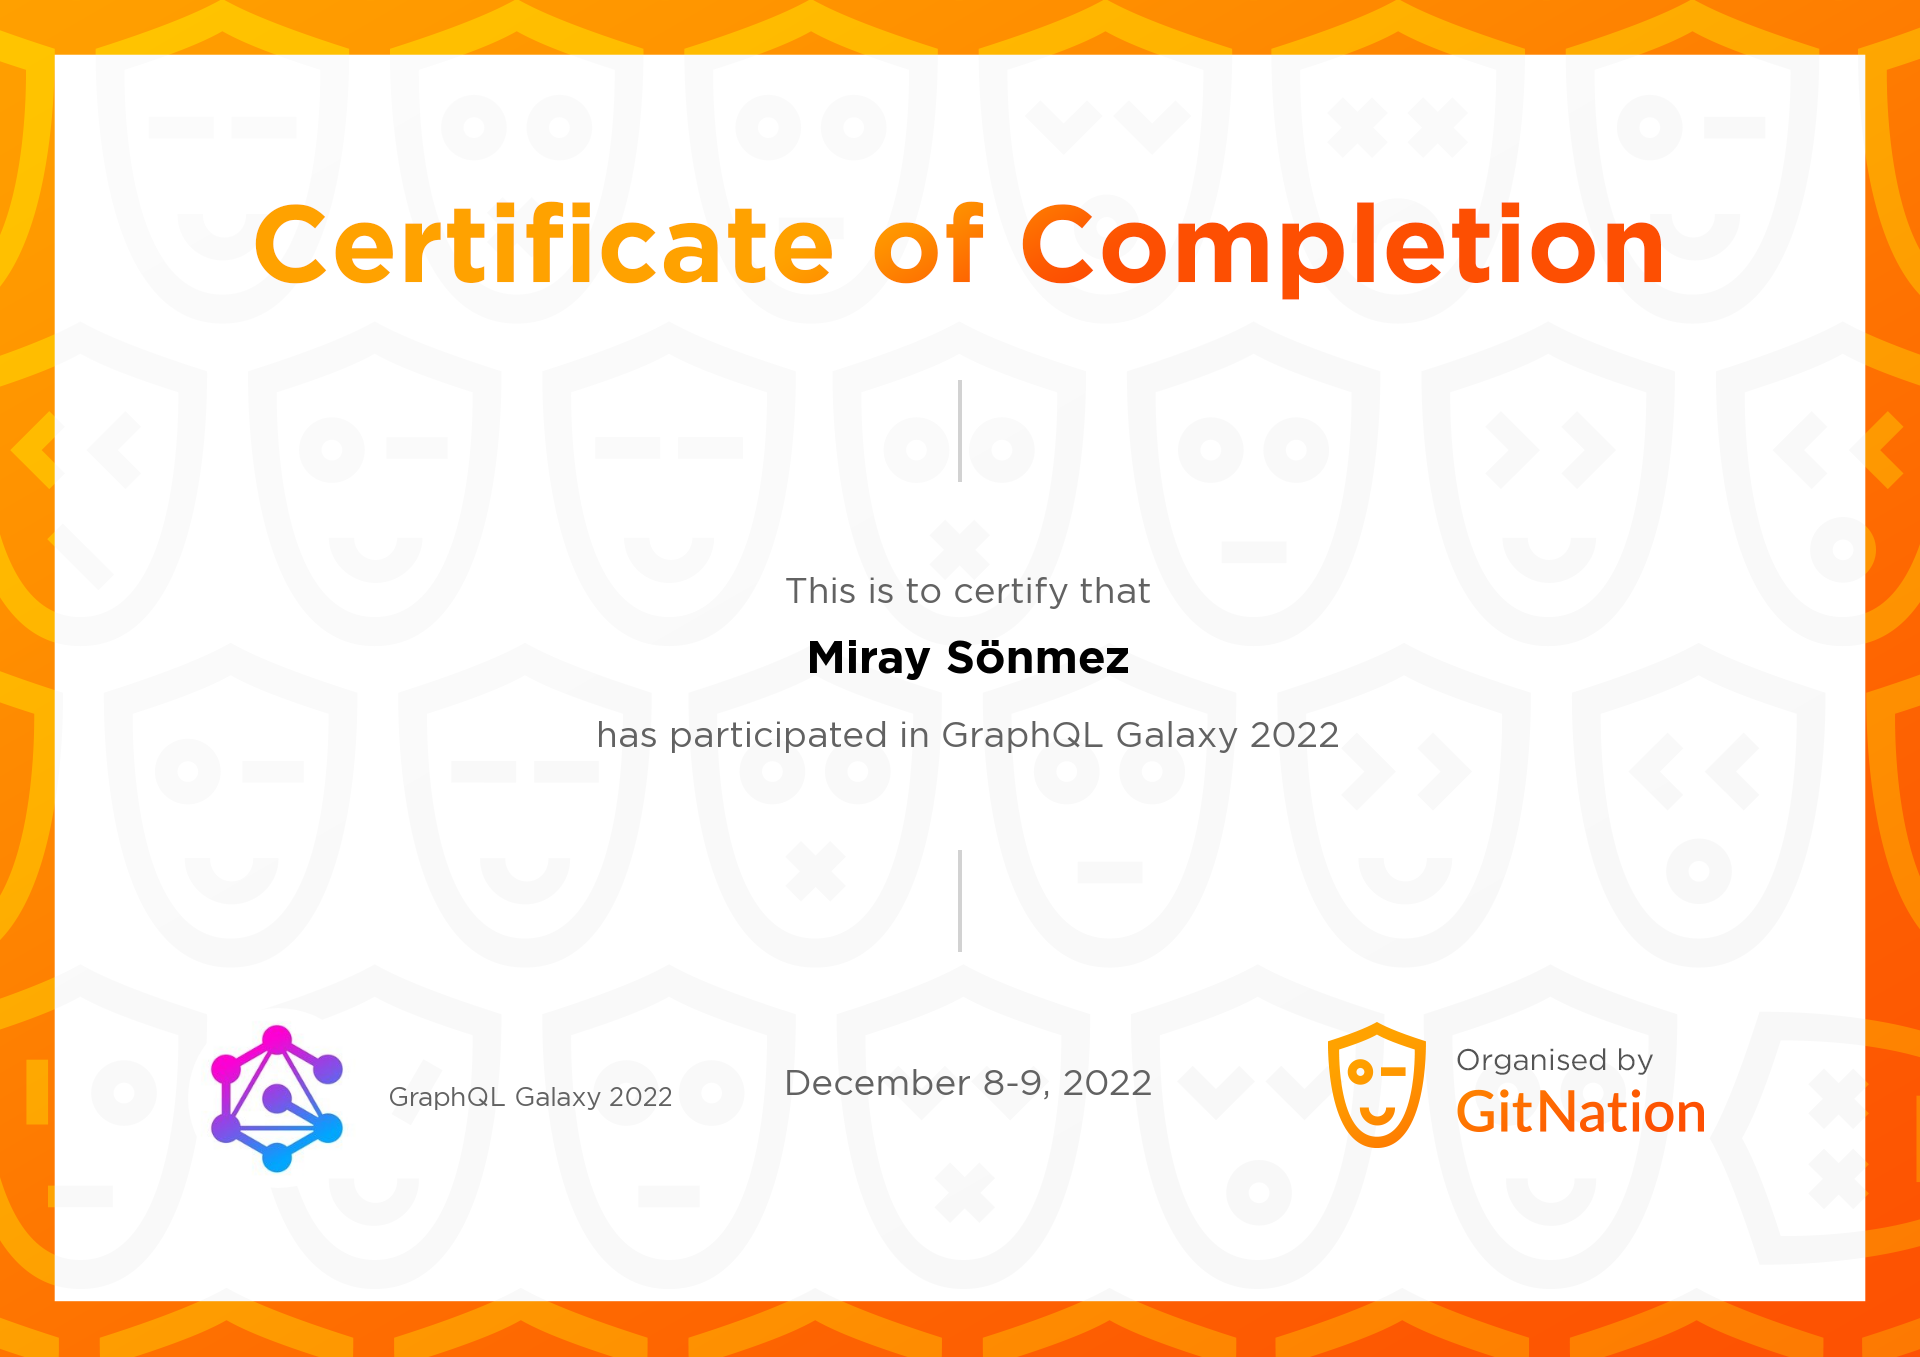 Certificate of Completion
This is to certify that
Miray Sönmez
has participated in GraphQL Galaxy 2022
GraphQL Galaxy 2022
December 8-9, 2022
Organised by
GitNation